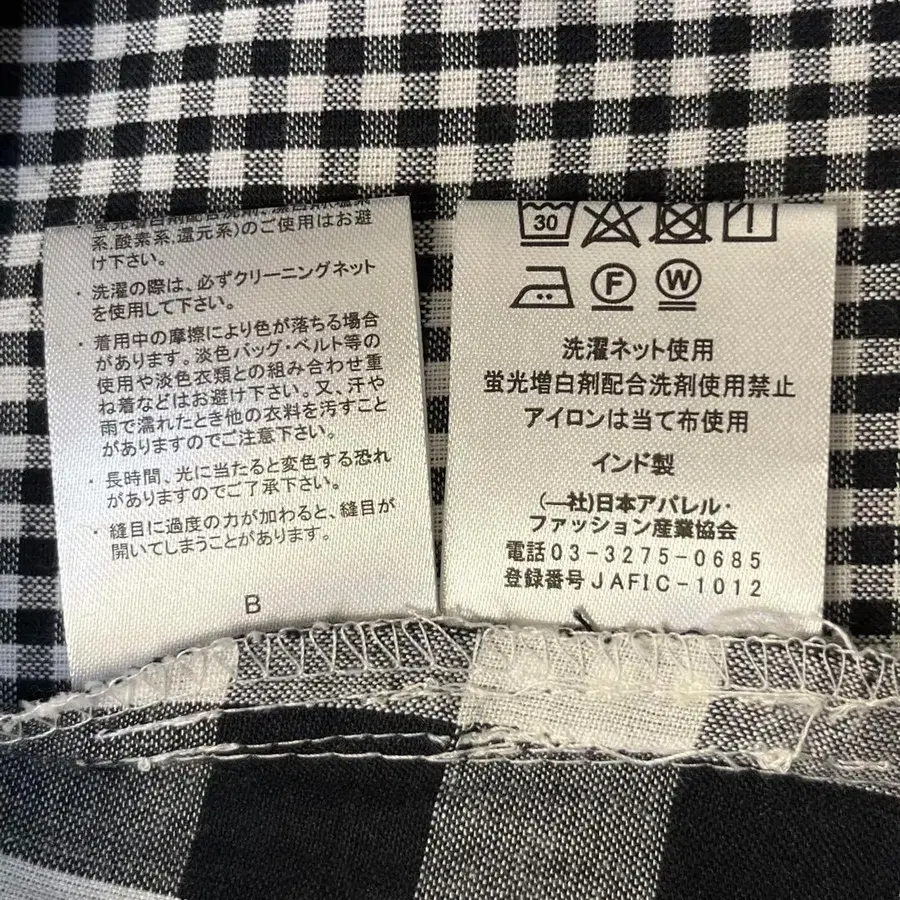 蛍光増白剤配合洗剤、
系､酸素系､還元系)のご使用はお避
け下さい。
・洗濯の際は、必ずクリーニングネット
を使用して下さい。
・着用中の摩擦により色が落ちる場合
があります。淡色バッグ・ベルト等の
使用や淡色衣類との組み合わせ重
ね着などはお避け下さい。又、汗や
雨で濡れたとき他の衣料を汚すこと
がありますのでご注意下さい。
・長時間、光に当たると変色する恐れ
がありますのでご了承下さい。
・縫目に過度の力が加わると、縫目が
開いてしまうことがあります。
B
30
F W
洗濯ネット使用
蛍光増白剤配合洗剤使用禁止
アイロンは当て布使用
インド製
(一社)日本アパレル・
ファッション産業協会
電話03-3275-0685
登録番号JAFIC-1012